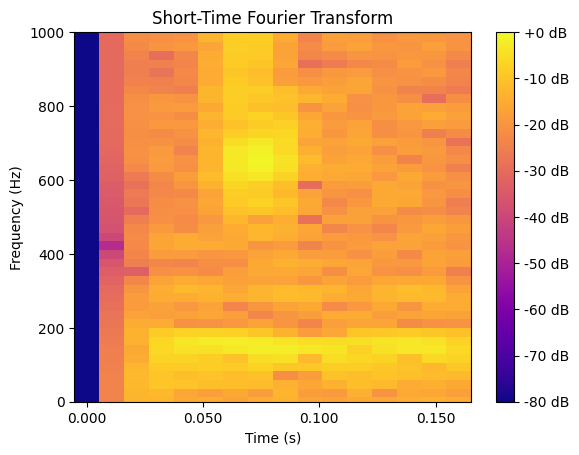 Short-Time Fourier Transform
Frequency (Hz)
1000
800
600
400
200
0
0.000
0.050
0.100
0.150
Time (s)
+0 dB
-10 dB
-20 dB
-30 dB
-40 dB
-50 dB
-60 dB
-70 dB
-80 dB